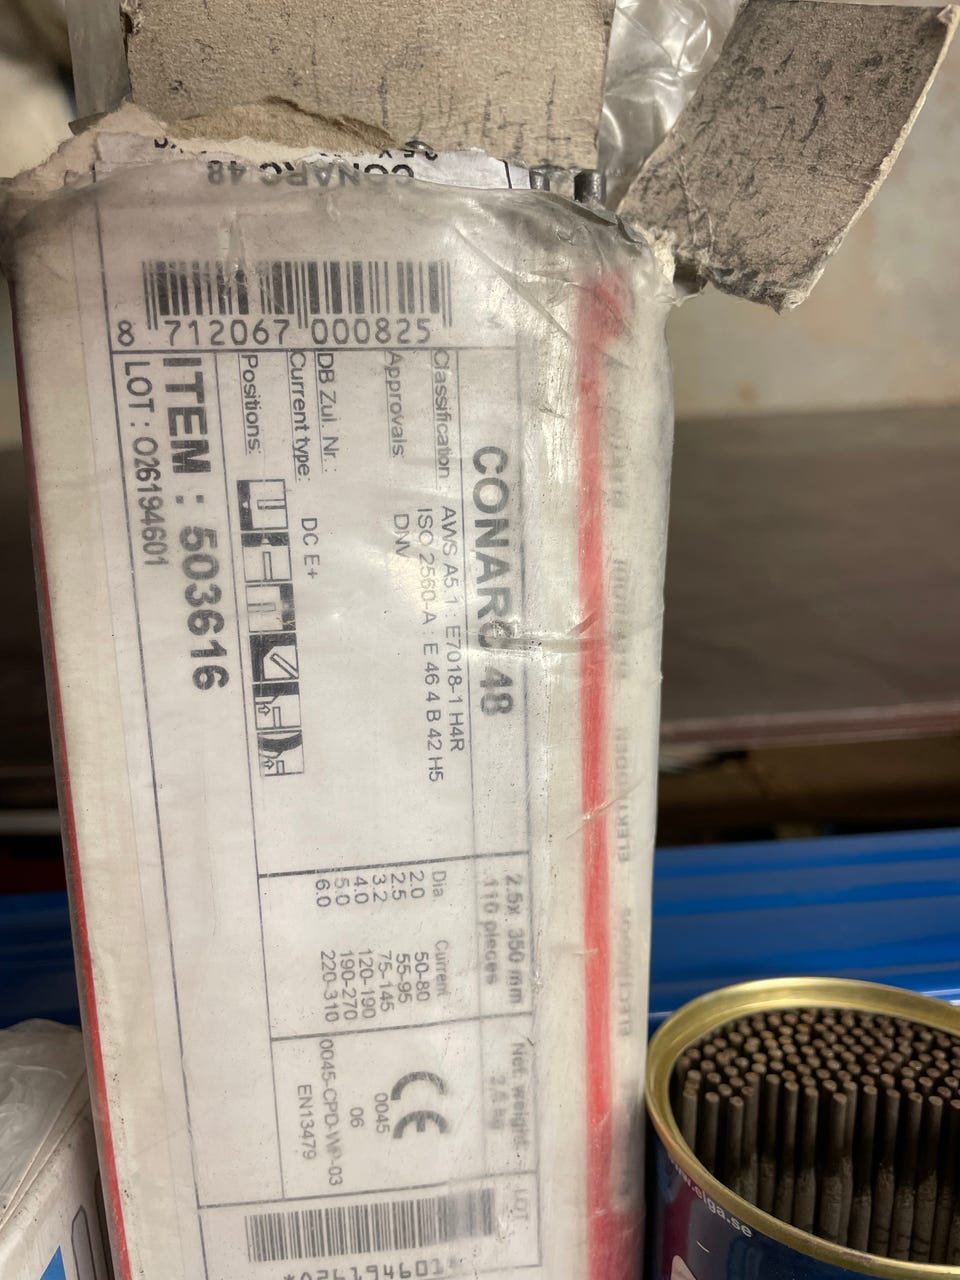 CONARC 48
8 712067 000825
CONARC 48
2.5x 350 mm
110 pieces
Net weight
Classification : AWS A5.1 : E7018-1 H4R
ISO 2560-A : E 46 4 B 42 H5
Approvals: DNV
DB Zul. Nr.:
Current type: DC E+
Positions:
Dia Current
2.0 50-80
2.5 55-95
3.2 75-145
4.0 120-190
5.0 190-270
6.0 220-310
CE
0045
06
0045-CPD-WP-03
EN13479
ITEM : 503616
LOT : 026194601
LOT
*02619460
www.elga.se